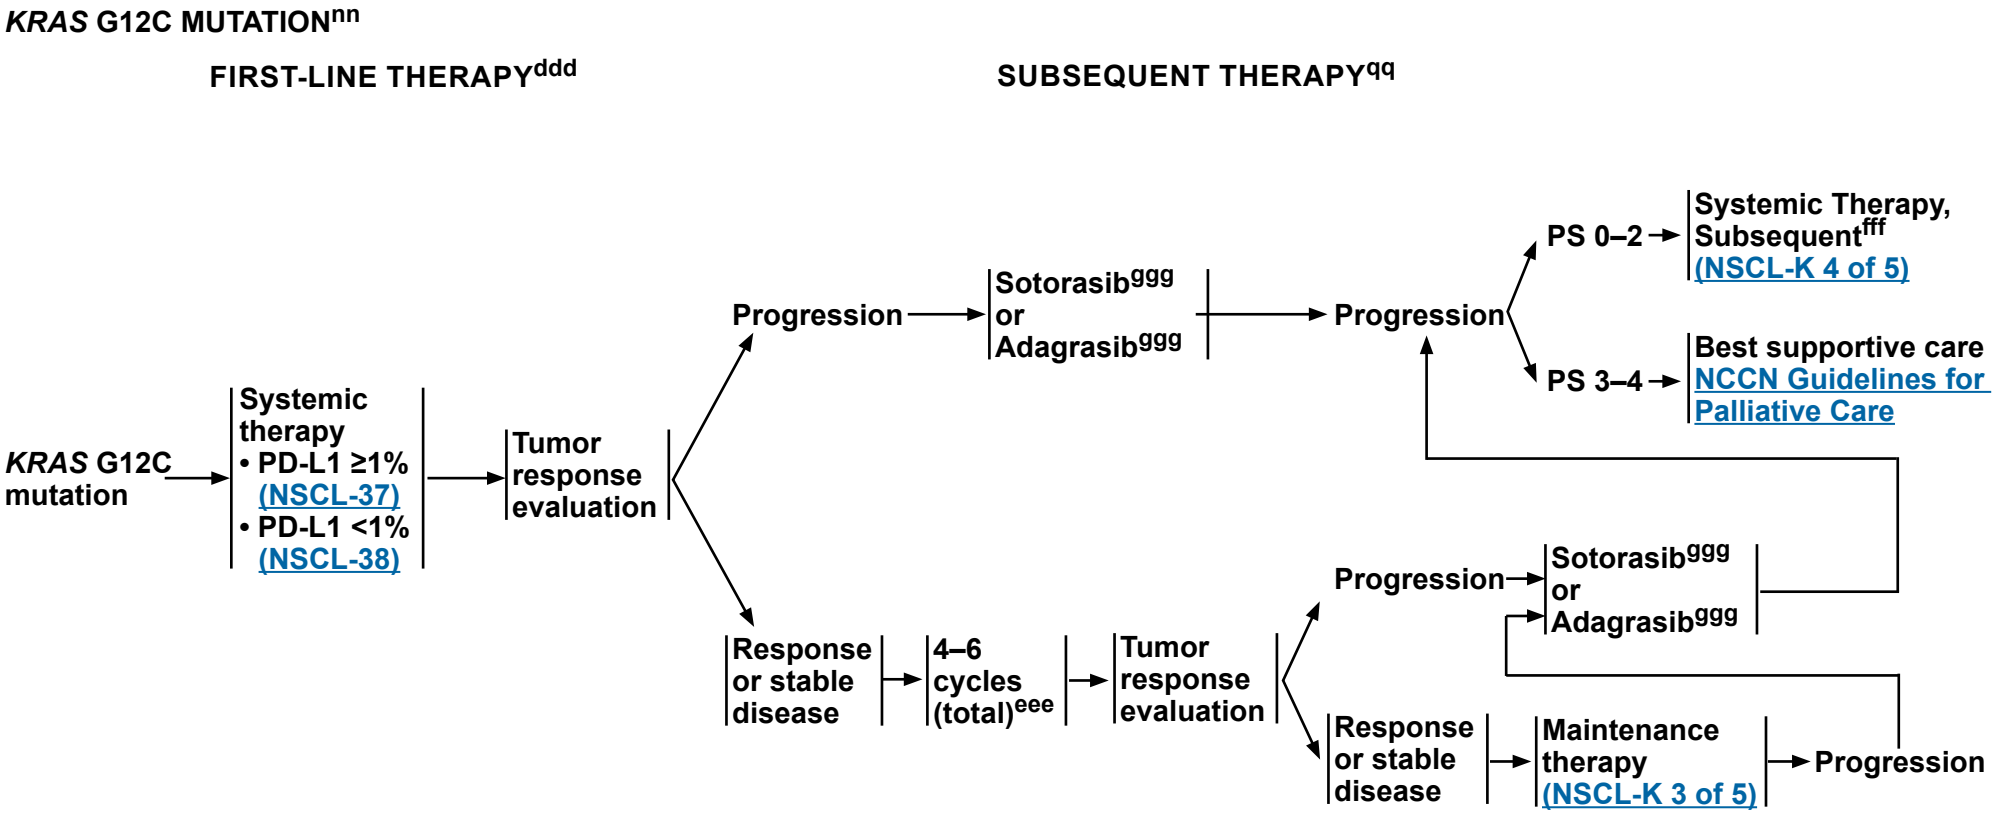 KRAS G12C MUTATIONnn
FIRST-LINE THERAPYddd
SUBSEQUENT THERAPYqq
KRAS G12C
mutation
Systemic
therapy
• PD-L1 ≥1%
(NSCL-37)
• PD-L1 <1%
(NSCL-38)
Tumor
response
evaluation
Progression
Sotorasibggg
or
Adagrasibggg
Progression
PS 0–2
Systemic Therapy,
Subsequentfff
(NSCL-K 4 of 5)
PS 3–4
Best supportive care
NCCN Guidelines for
Palliative Care
Response
or stable
disease
4–6
cycles
(total)eee
Tumor
response
evaluation
Progression
Sotorasibggg
or
Adagrasibggg
Response
or stable
disease
Maintenance
therapy
(NSCL-K 3 of 5)
Progression